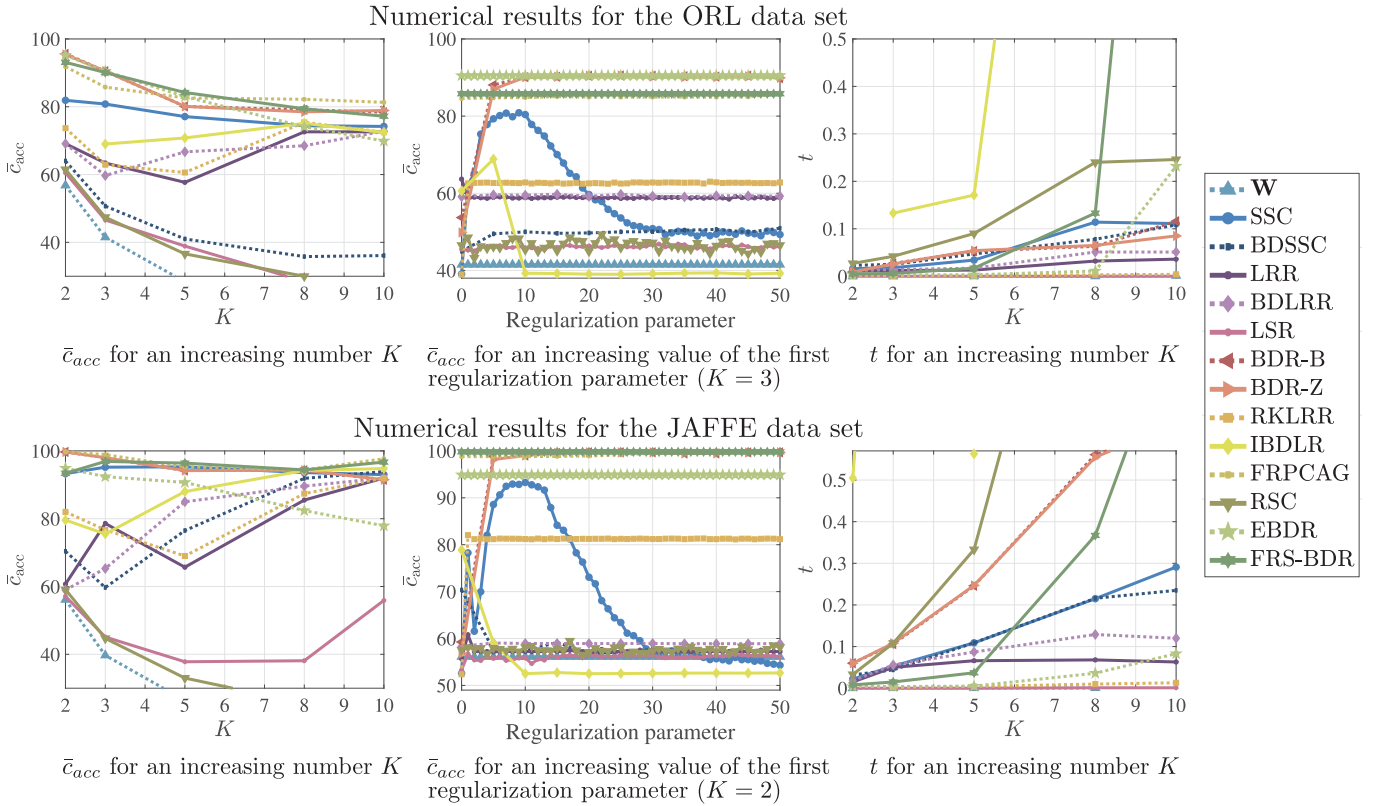 Numerical results for the ORL data set
100
80
60
40
c̄acc
2 3 4 5 6 7 8 9 10
K
c̄acc for an increasing number K
100
80
60
40
c̄acc
0 10 20 30 40 50
Regularization parameter
c̄acc for an increasing value of the first
regularization parameter (K = 3)
0.5
0.4
0.3
0.2
0.1
0
t
2 3 4 5 6 7 8 9 10
K
t for an increasing number K
Numerical results for the JAFFE data set
100
80
60
40
c̄acc
2 3 4 5 6 7 8 9 10
K
c̄acc for an increasing number K
100
90
80
70
60
50
c̄acc
0 10 20 30 40 50
Regularization parameter
c̄acc for an increasing value of the first
regularization parameter (K = 2)
0.5
0.4
0.3
0.2
0.1
0
t
2 3 4 5 6 7 8 9 10
K
t for an increasing number K
W
SSC
BDSSC
LRR
BDLRR
LSR
BDR-B
BDR-Z
RKLRR
IBDLR
FRPCAG
RSC
EBDR
FRS-BDR